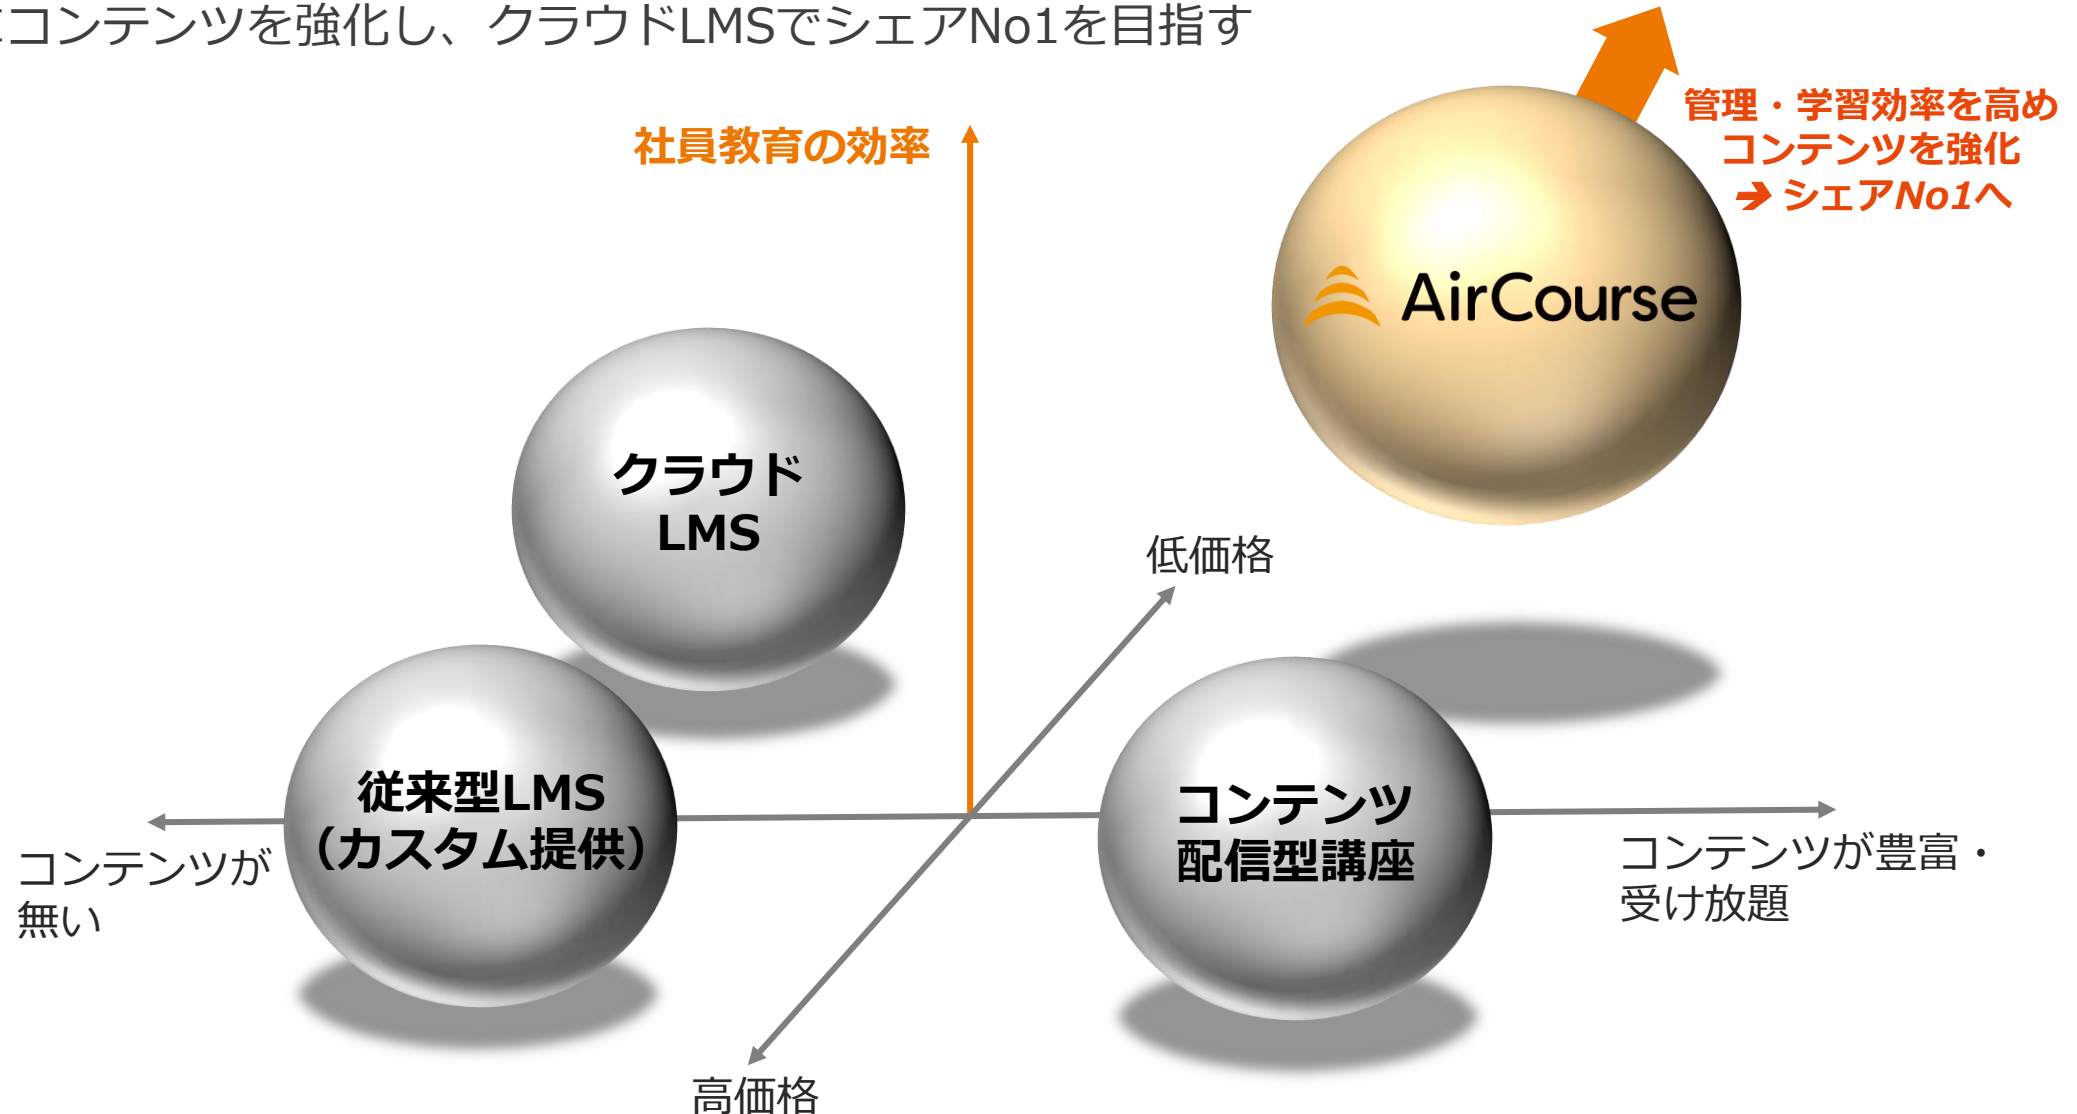 コンテンツを強化し、クラウドLMSでシェアNo1を目指す
社員教育の効率
管理・学習効率を高め
コンテンツを強化
➔ シェアNo1へ
AirCourse
クラウド
LMS
低価格
従来型LMS
（カスタム提供）
コンテンツ
配信型講座
コンテンツが
無い
コンテンツが豊富・
受け放題
高価格